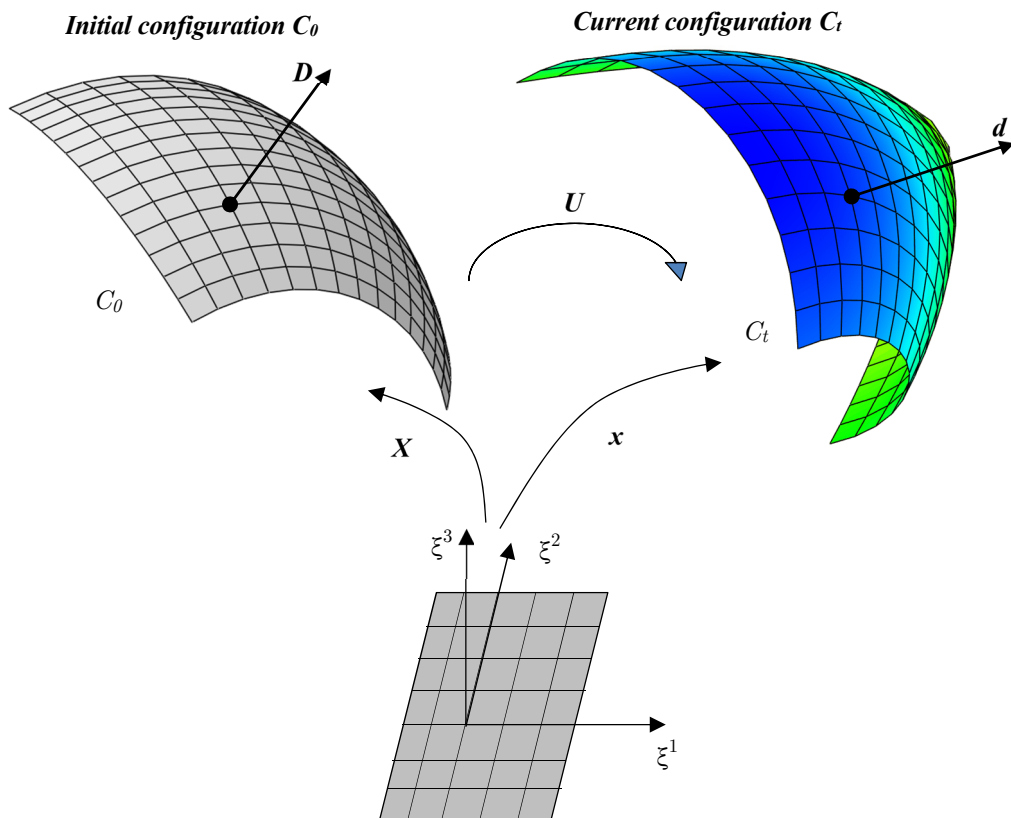 Initial configuration C₀
Current configuration Cₜ
D
d
U
C₀
Cₜ
X
x
ξ³
ξ²
ξ¹